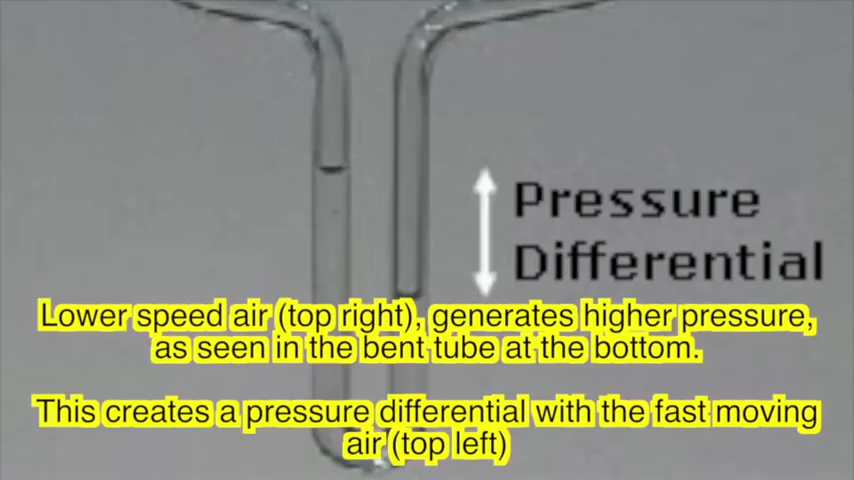 Pressure
Differential
Lower speed air (top right), generates higher pressure,
as seen in the bent tube at the bottom.
This creates a pressure differential with the fast moving
air (top left)